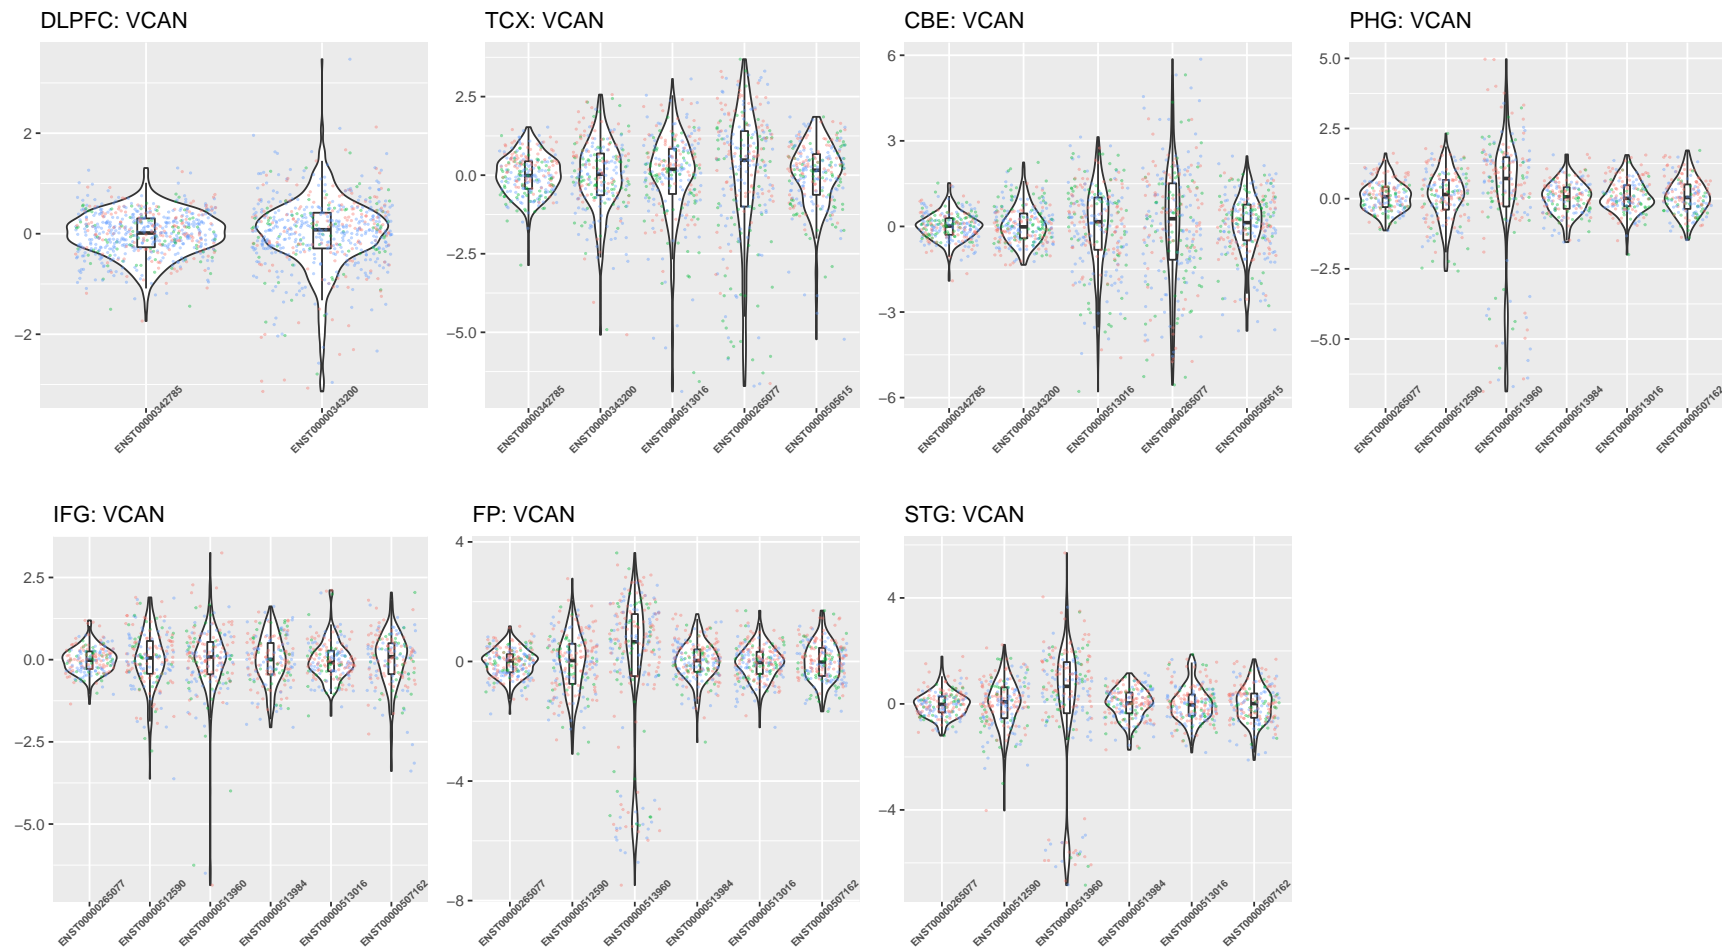 DLPFC: VCAN
2
0
−2
ENST00000342785
ENST00000343200
TCX: VCAN
2.5
0.0
−2.5
−5.0
ENST00000342785
ENST00000343200
ENST00000513016
ENST00000265077
ENST00000505615
CBE: VCAN
6
3
0
−3
−6
ENST00000342785
ENST00000343200
ENST00000513016
ENST00000265077
ENST00000505615
PHG: VCAN
5.0
2.5
0.0
−2.5
−5.0
ENST00000265077
ENST00000512590
ENST00000513960
ENST00000513984
ENST00000513016
ENST00000507162
IFG: VCAN
2.5
0.0
−2.5
−5.0
ENST00000265077
ENST00000512590
ENST00000513960
ENST00000513984
ENST00000513016
ENST00000507162
FP: VCAN
4
0
−4
−8
ENST00000265077
ENST00000512590
ENST00000513960
ENST00000513984
ENST00000513016
ENST00000507162
STG: VCAN
4
0
−4
ENST00000265077
ENST00000512590
ENST00000513960
ENST00000513984
ENST00000513016
ENST00000507162